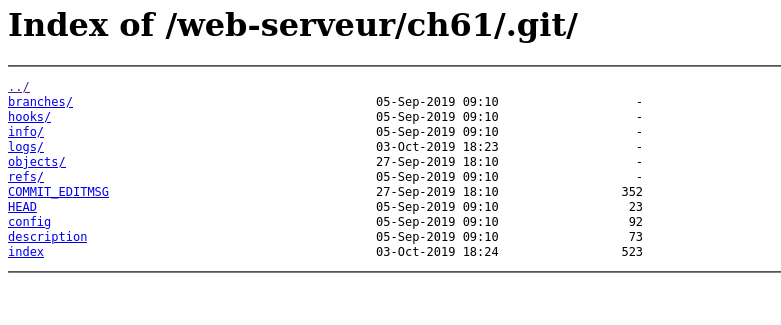 Index of /web-serveur/ch61/.git/
../
branches/ 05-Sep-2019 09:10 -
hooks/ 05-Sep-2019 09:10 -
info/ 05-Sep-2019 09:10 -
logs/ 03-Oct-2019 18:23 -
objects/ 27-Sep-2019 18:10 -
refs/ 05-Sep-2019 09:10 -
COMMIT_EDITMSG 27-Sep-2019 18:10 352
HEAD 05-Sep-2019 09:10 23
config 05-Sep-2019 09:10 92
description 05-Sep-2019 09:10 73
index 03-Oct-2019 18:24 523